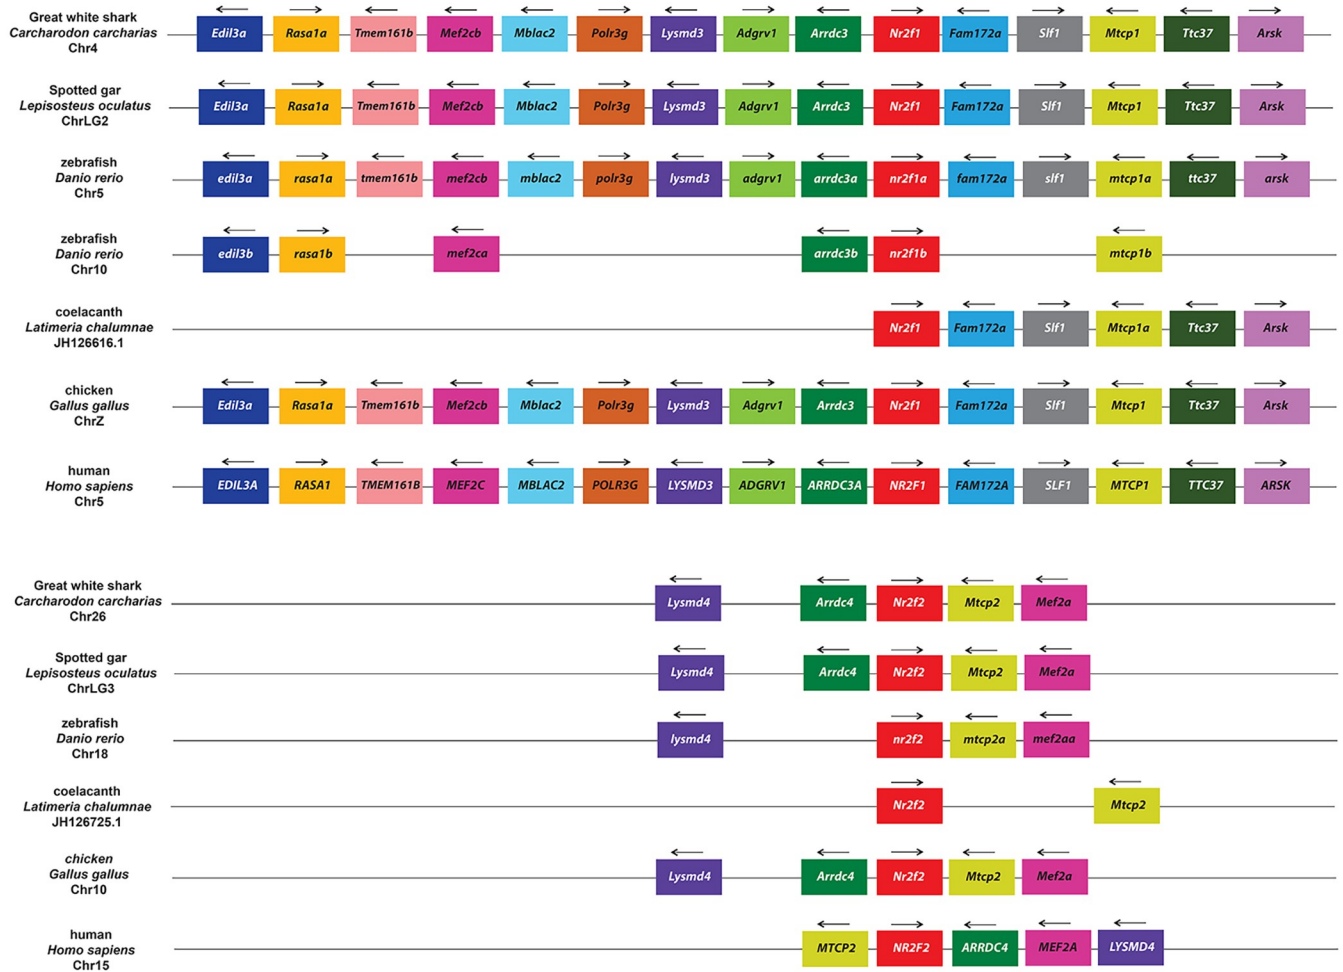 Great white shark
Carcharodon carcharias
Chr4
Edil3a Rasa1a Tmem161b Mef2cb Mblac2 Polr3g Lysmd3 Adgrv1 Arrdc3 Nr2f1 Fam172a Slf1 Mtcp1 Ttc37 Arsk
Spotted gar
Lepisosteus oculatus
ChrLG2
Edil3a Rasa1a Tmem161b Mef2cb Mblac2 Polr3g Lysmd3 Adgrv1 Arrdc3 Nr2f1 Fam172a Slf1 Mtcp1 Ttc37 Arsk
zebrafish
Danio rerio
Chr5
edil3a rasa1a tmem161b mef2cb mblac2 polr3g lysmd3 adgrv1 arrdc3a nr2f1a fam172a slf1 mtcp1a ttc37 arsk
zebrafish
Danio rerio
Chr10
edil3b rasa1b mef2ca arrdc3b nr2f1b mtcp1b
coelacanth
Latimeria chalumnae
JH126616.1
Nr2f1 Fam172a Slf1 Mtcp1a Ttc37 Arsk
chicken
Gallus gallus
ChrZ
Edil3a Rasa1a Tmem161b Mef2cb Mblac2 Polr3g Lysmd3 Adgrv1 Arrdc3 Nr2f1 Fam172a Slf1 Mtcp1 Ttc37 Arsk
human
Homo sapiens
Chr5
EDIL3A RASA1 TMEM161B MEF2C MBLAC2 POLR3G LYSMD3 ADGRV1 ARRDC3A NR2F1 FAM172A SLF1 MTCP1 TTC37 ARSK
Great white shark
Carcharodon carcharias
Chr26
Lysmd4 Arrdc4 Nr2f2 Mtcp2 Mef2a
Spotted gar
Lepisosteus oculatus
ChrLG3
Lysmd4 Arrdc4 Nr2f2 Mtcp2 Mef2a
zebrafish
Danio rerio
Chr18
lysmd4 nr2f2 mtcp2a mef2aa
coelacanth
Latimeria chalumnae
JH126725.1
Nr2f2 Mtcp2
chicken
Gallus gallus
Chr10
Lysmd4 Arrdc4 Nr2f2 Mtcp2 Mef2a
human
Homo sapiens
Chr15
MTCP2 NR2F2 ARRDC4 MEF2A LYSMD4